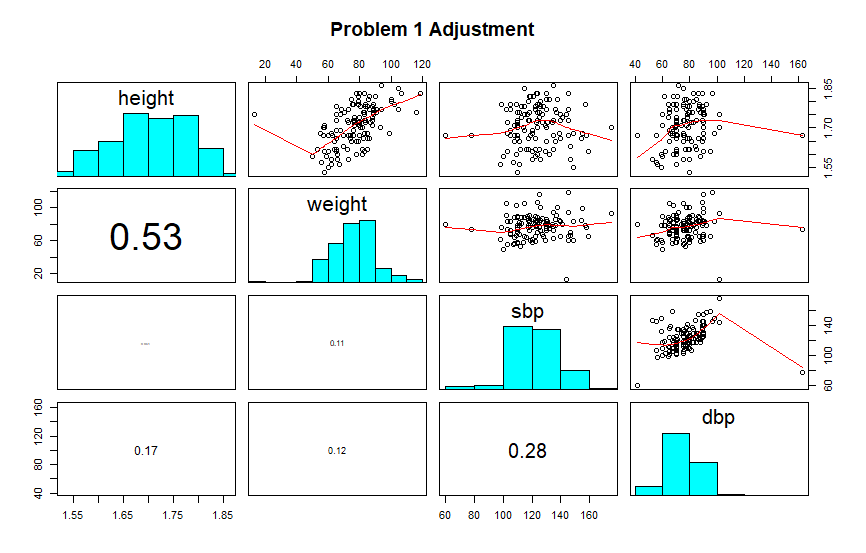 Problem 1 Adjustment
20 40 60 80 100 120
40 60 80 100 120 140 160
height
1.55 1.70 1.85
20 60 100
0.53
weight
0.11
sbp
60 100 140
40 80 120 160
0.17
0.12
0.28
dbp
1.55 1.65 1.75 1.85
60 80 100 120 140 160